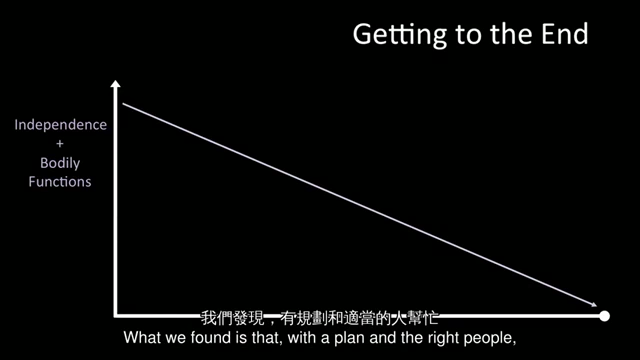 Getting to the End
Independence
+
Bodily
Functions
我們發現，有規劃和適當的人幫忙
What we found is that, with a plan and the right people,